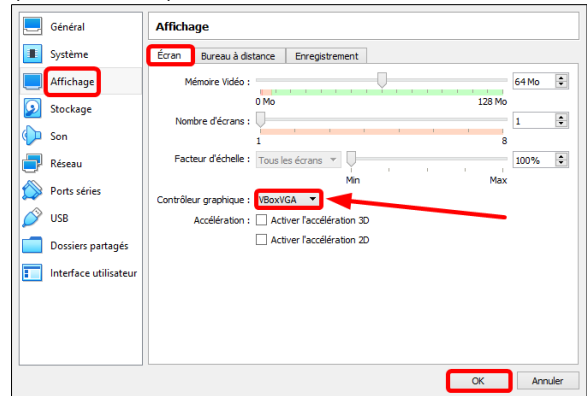 Général
Système
Affichage
Stockage
Son
Réseau
Ports séries
USB
Dossiers partagés
Interface utilisateur
Affichage
Écran Bureau à distance Enregistrement
Mémoire Vidéo : 64 Mo
0 Mo 128 Mo
Nombre d'écrans : 1
1 8
Facteur d'échelle : Tous les écrans 100%
Min Max
Contrôleur graphique : VBoxVGA
Accélération : Activer l'accélération 3D
Activer l'accélération 2D
OK Annuler